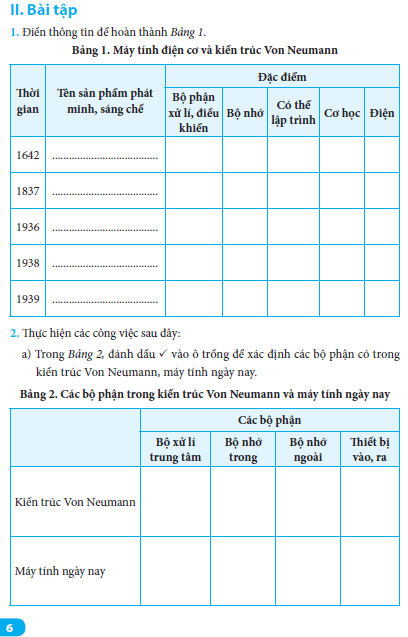 II. Bài tập
1. Điền thông tin để hoàn thành Bảng 1.
Bảng 1. Máy tính điện cơ và kiến trúc Von Neumann
Thời gian
Tên sản phẩm phát minh, sáng chế
Đặc điểm
Bộ phận xử lí, điều khiển
Bộ nhớ
Có thể lập trình
Cơ học
Điện
1642 ......................................
1837 ......................................
1936 ......................................
1938 ......................................
1939 ......................................
2. Thực hiện các công việc sau đây:
a) Trong Bảng 2, đánh dấu ✓ vào ô trống để xác định các bộ phận có trong
kiến trúc Von Neumann, máy tính ngày nay.
Bảng 2. Các bộ phận trong kiến trúc Von Neumann và máy tính ngày nay
Các bộ phận
Bộ xử lí trung tâm
Bộ nhớ trong
Bộ nhớ ngoài
Thiết bị vào, ra
Kiến trúc Von Neumann
Máy tính ngày nay
6